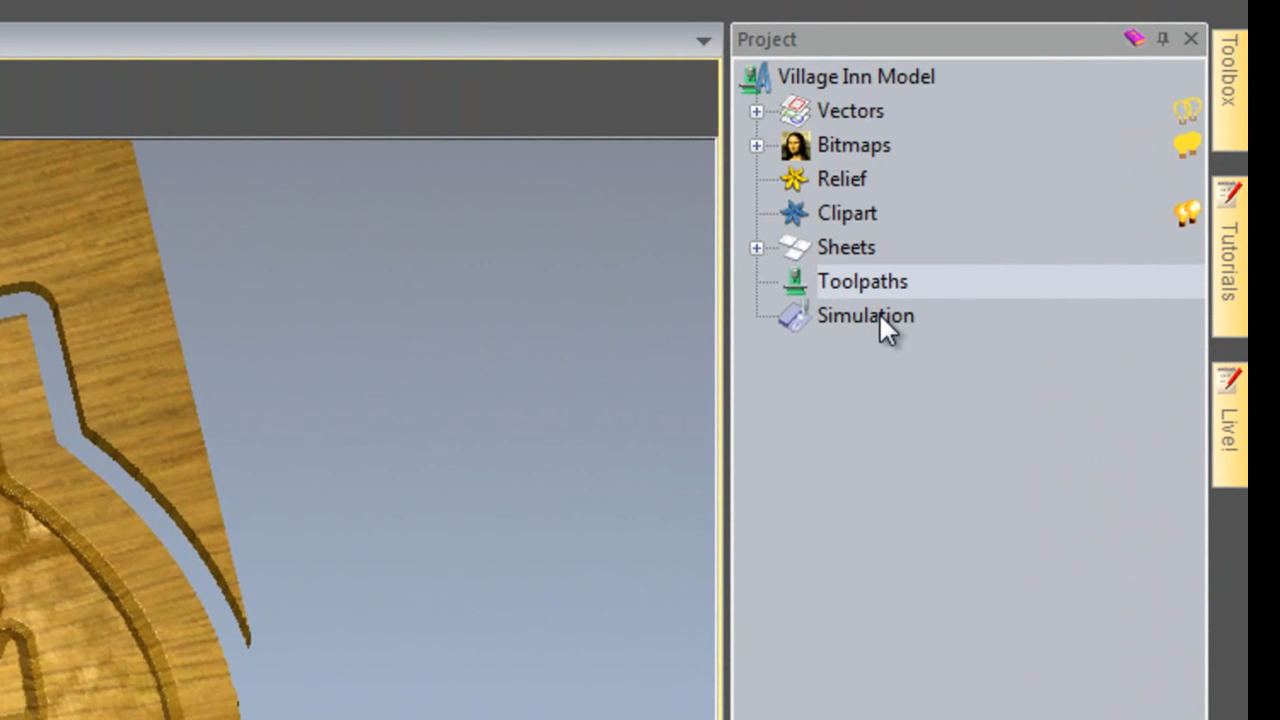 Project
Village Inn Model
Vectors
Bitmaps
Relief
Clipart
Sheets
Toolpaths
Simulation
Toolbox
Tutorials
Live!